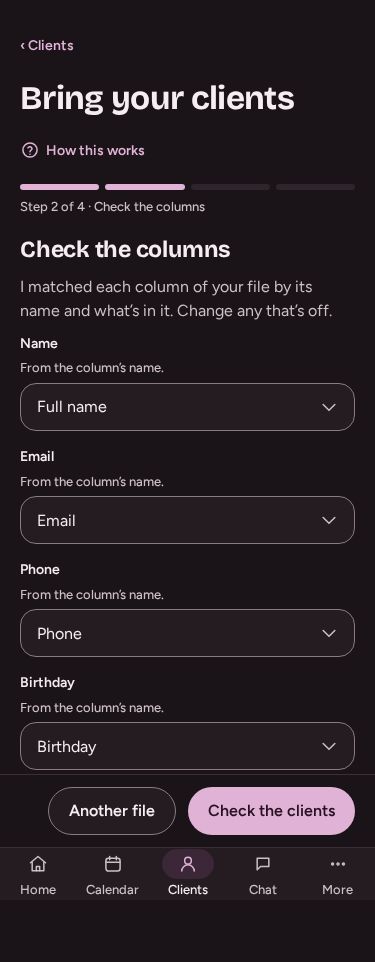 ‹ Clients
Bring your clients
How this works
Step 2 of 4 · Check the columns
Check the columns
I matched each column of your file by its
name and what’s in it. Change any that’s off.
Name
From the column’s name.
Full name
Email
From the column’s name.
Email
Phone
From the column’s name.
Phone
Birthday
From the column’s name.
Birthday
Another file
Check the clients
Home
Calendar
Clients
Chat
More